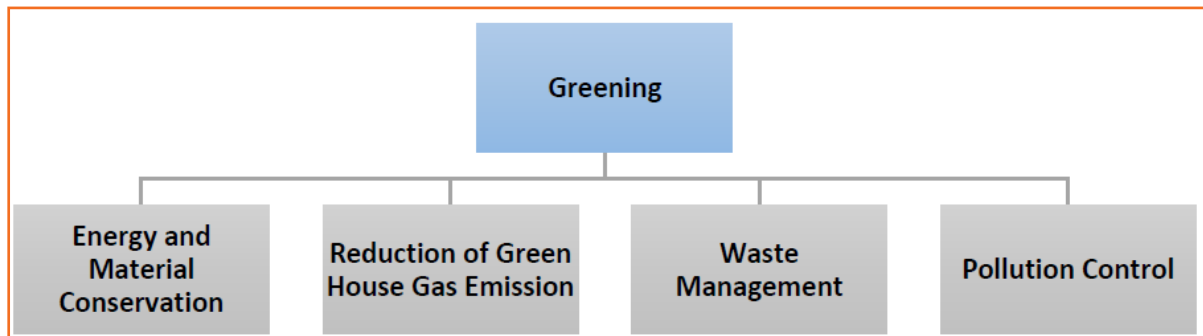 Greening
Energy and
Material
Conservation
Reduction of Green
House Gas Emission
Waste
Management
Pollution Control